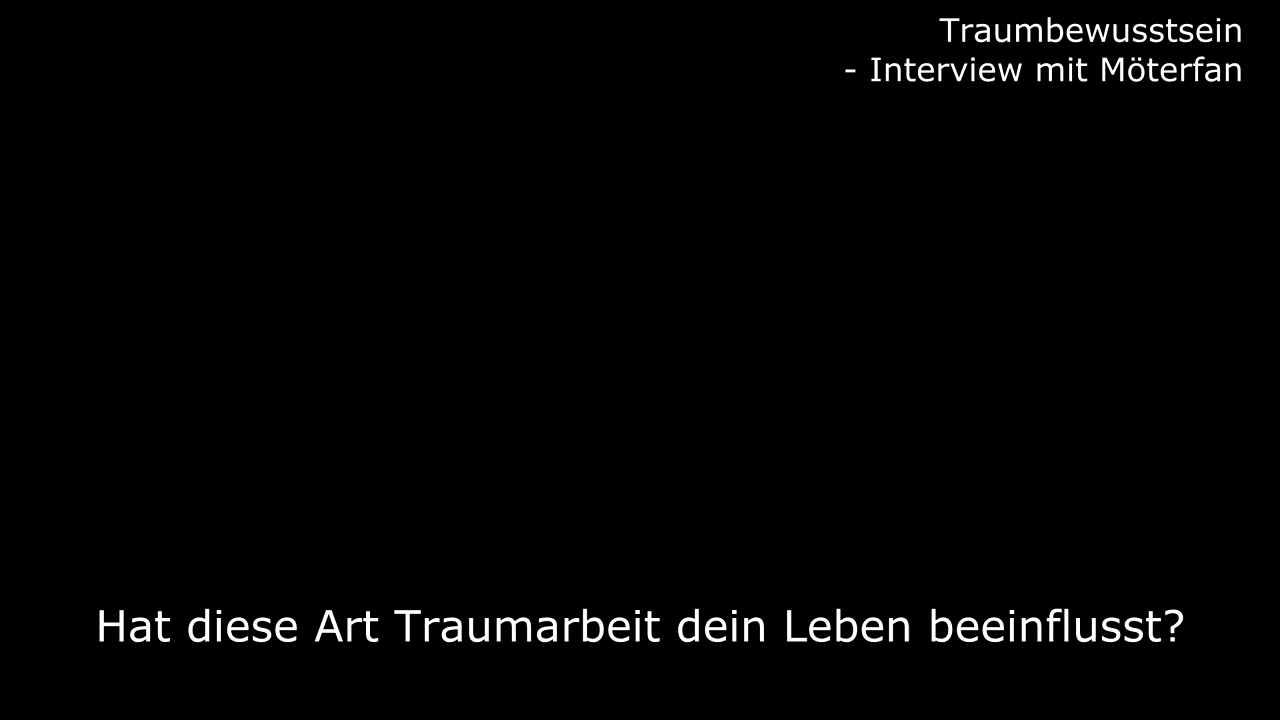 Traumbewusstsein
- Interview mit Möterfan
Hat diese Art Traumarbeit dein Leben beeinflusst?